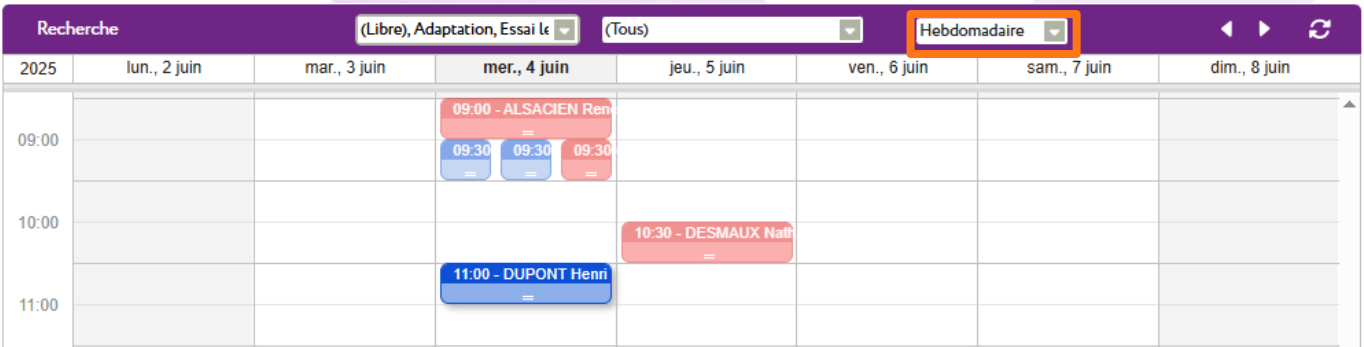 Recherche (Libre), Adaptation, Essai le (Tous) Hebdomadaire
2025 lun., 2 juin mar., 3 juin mer., 4 juin jeu., 5 juin ven., 6 juin sam., 7 juin dim., 8 juin
09:00 - ALSACIEN Rene
09:00
09:30 09:30 09:30
10:00
10:30 - DESMAUX Nath
11:00 - DUPONT Henri
11:00